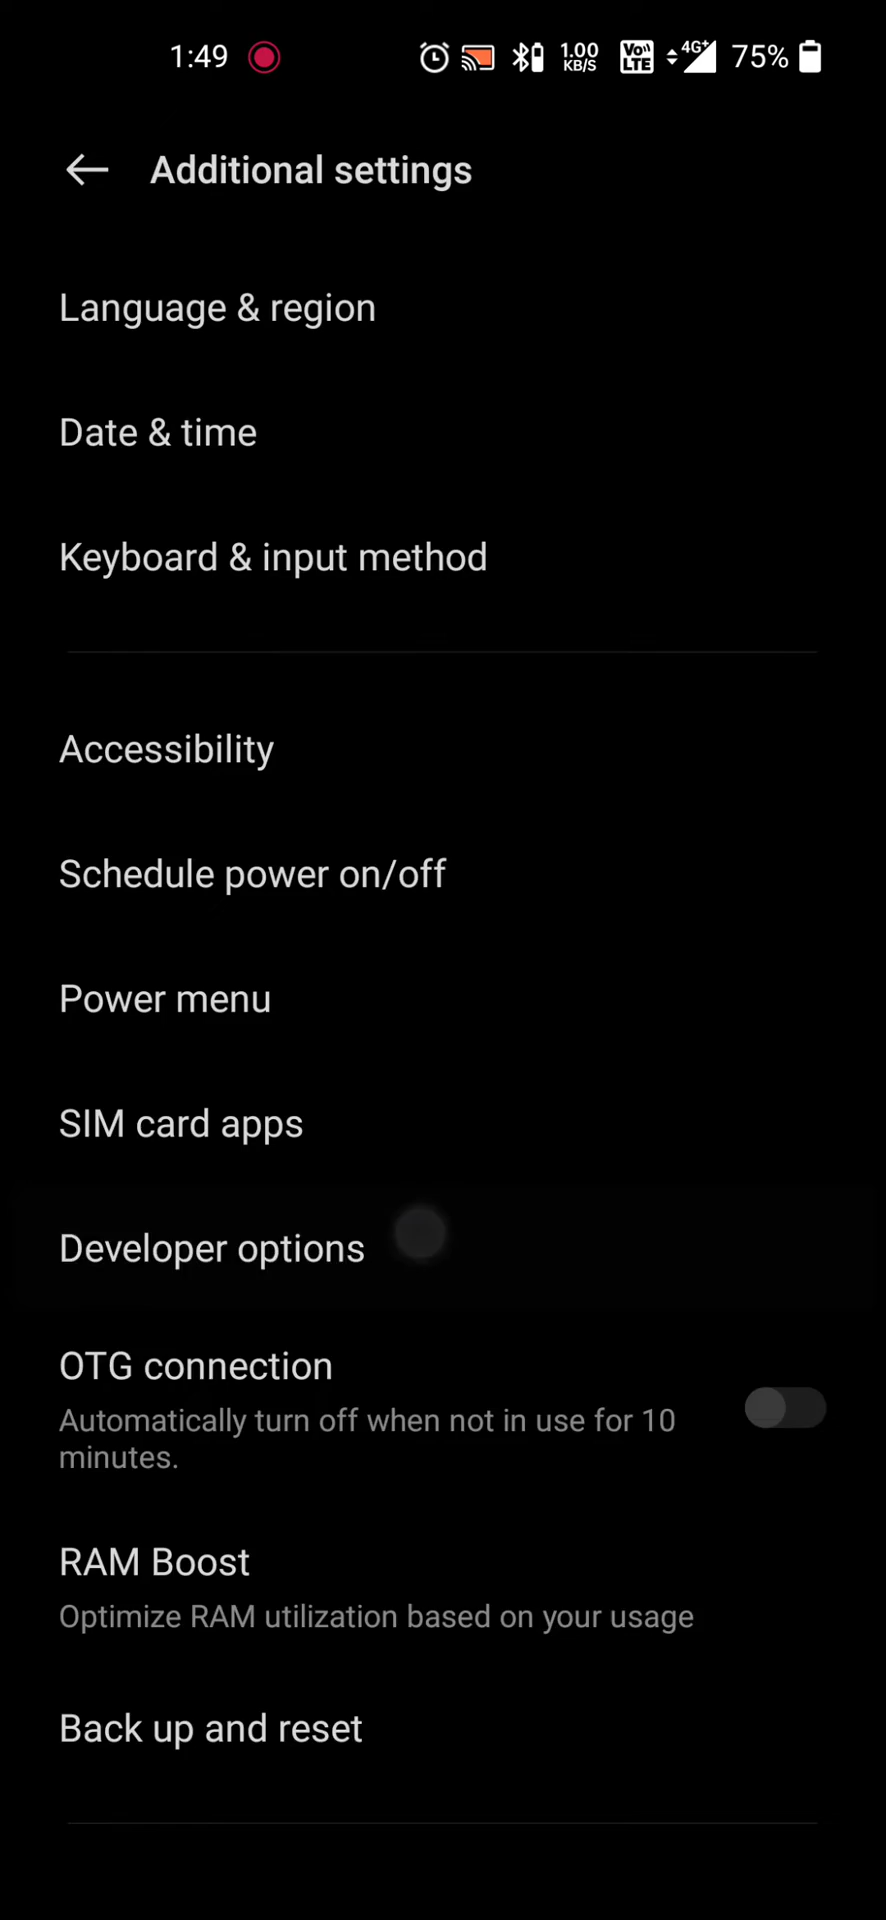 1:49 1.00 KB/S Vo LTE 4G+ 75%
Additional settings
Language & region
Date & time
Keyboard & input method
Accessibility
Schedule power on/off
Power menu
SIM card apps
Developer options
OTG connection
Automatically turn off when not in use for 10
minutes.
RAM Boost
Optimize RAM utilization based on your usage
Back up and reset